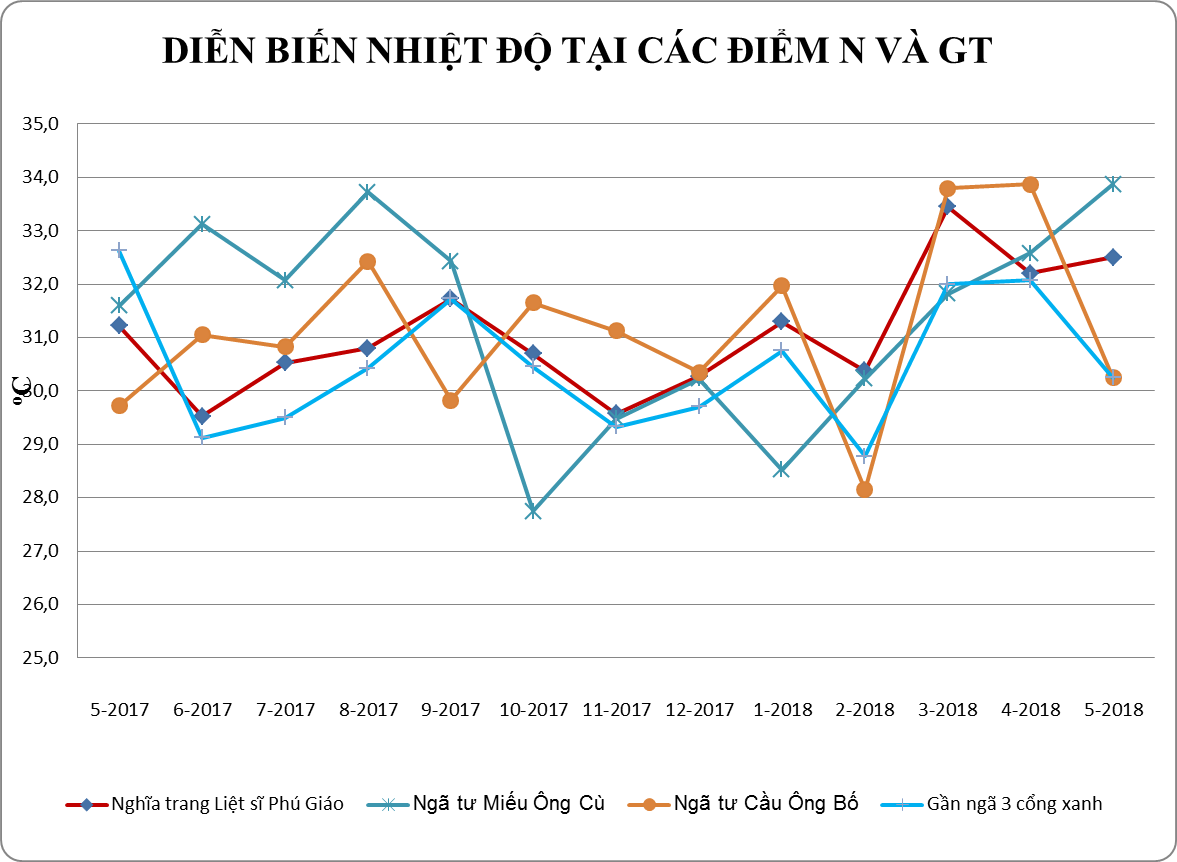 DIỄN BIẾN NHIỆT ĐỘ TẠI CÁC ĐIỂM N VÀ GT
35,0
34,0
33,0
32,0
31,0
30,0
29,0
28,0
27,0
26,0
25,0
ºC
5-2017 6-2017 7-2017 8-2017 9-2017 10-2017 11-2017 12-2017 1-2018 2-2018 3-2018 4-2018 5-2018
Nghĩa trang Liệt sĩ Phú Giáo Ngã tư Miếu Ông Cù Ngã tư Cầu Ông Bố Gần ngã 3 cổng xanh